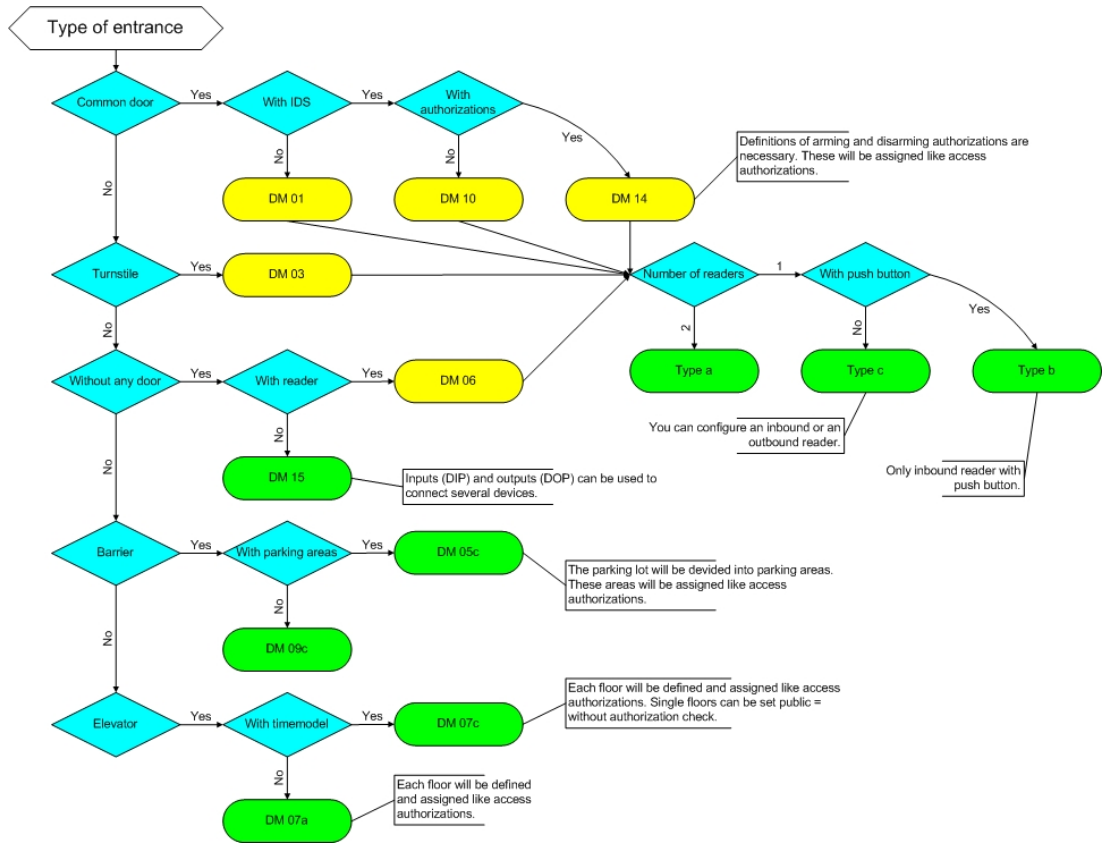 Type of entrance
Common door
Yes
With IDS
Yes
With
authorizations
Yes
No
No
No
Definitions of arming and disarming authorizations are
necessary. These will be assigned like access
authorizations.
DM 01
DM 10
DM 14
Turnstile
Yes
DM 03
Number of readers
1
With push button
Yes
No
2
No
Without any door
Yes
With reader
Yes
DM 06
Type a
Type c
Type b
No
No
You can configure an inbound or an
outbound reader.
Only inbound reader with
push button.
DM 15
Inputs (DIP) and outputs (DOP) can be used to
connect several devices.
Barrier
Yes
With parking areas
Yes
DM 05c
The parking lot will be devided into parking areas.
These areas will be assigned like access
authorizations.
No
No
DM 09c
Elevator
Yes
With timemodel
Yes
DM 07c
Each floor will be defined and assigned like access
authorizations. Single floors can be set public =
without authorization check.
No
DM 07a
Each floor will be defined
and assigned like access
authorizations.